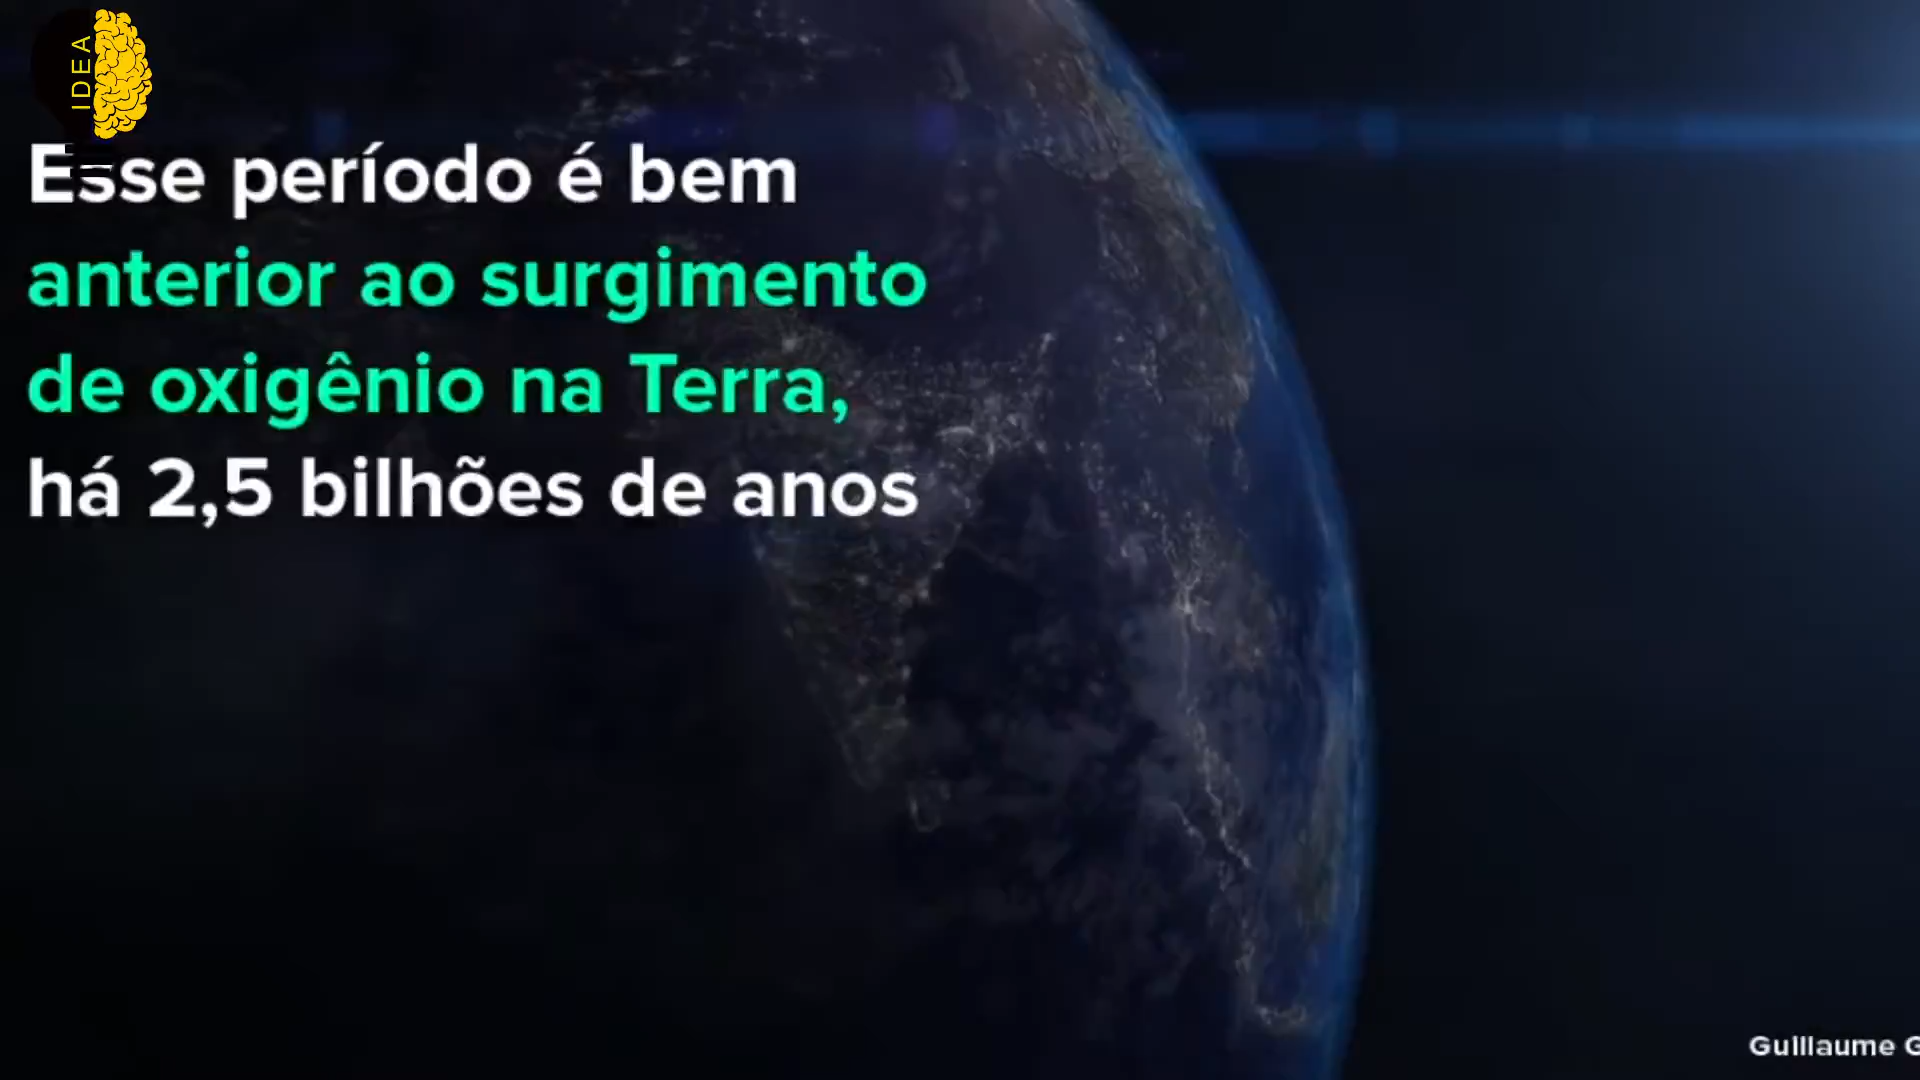 IDEA
Esse período é bem
anterior ao surgimento
de oxigênio na Terra,
há 2,5 bilhões de anos
Guillaume G